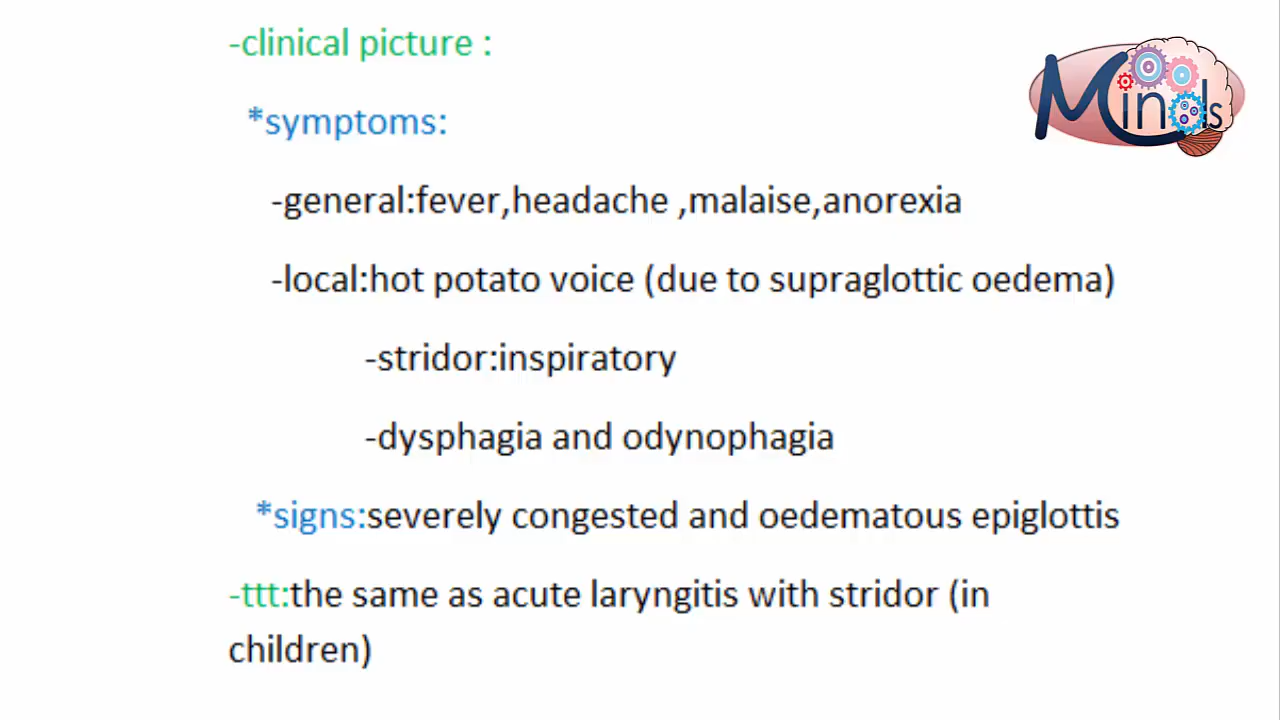 -clinical picture :
Minds
*symptoms:
-general:fever,headache ,malaise,anorexia
-local:hot potato voice (due to supraglottic oedema)
-stridor:inspiratory
-dysphagia and odynophagia
*signs:severely congested and oedematous epiglottis
-ttt:the same as acute laryngitis with stridor (in
children)